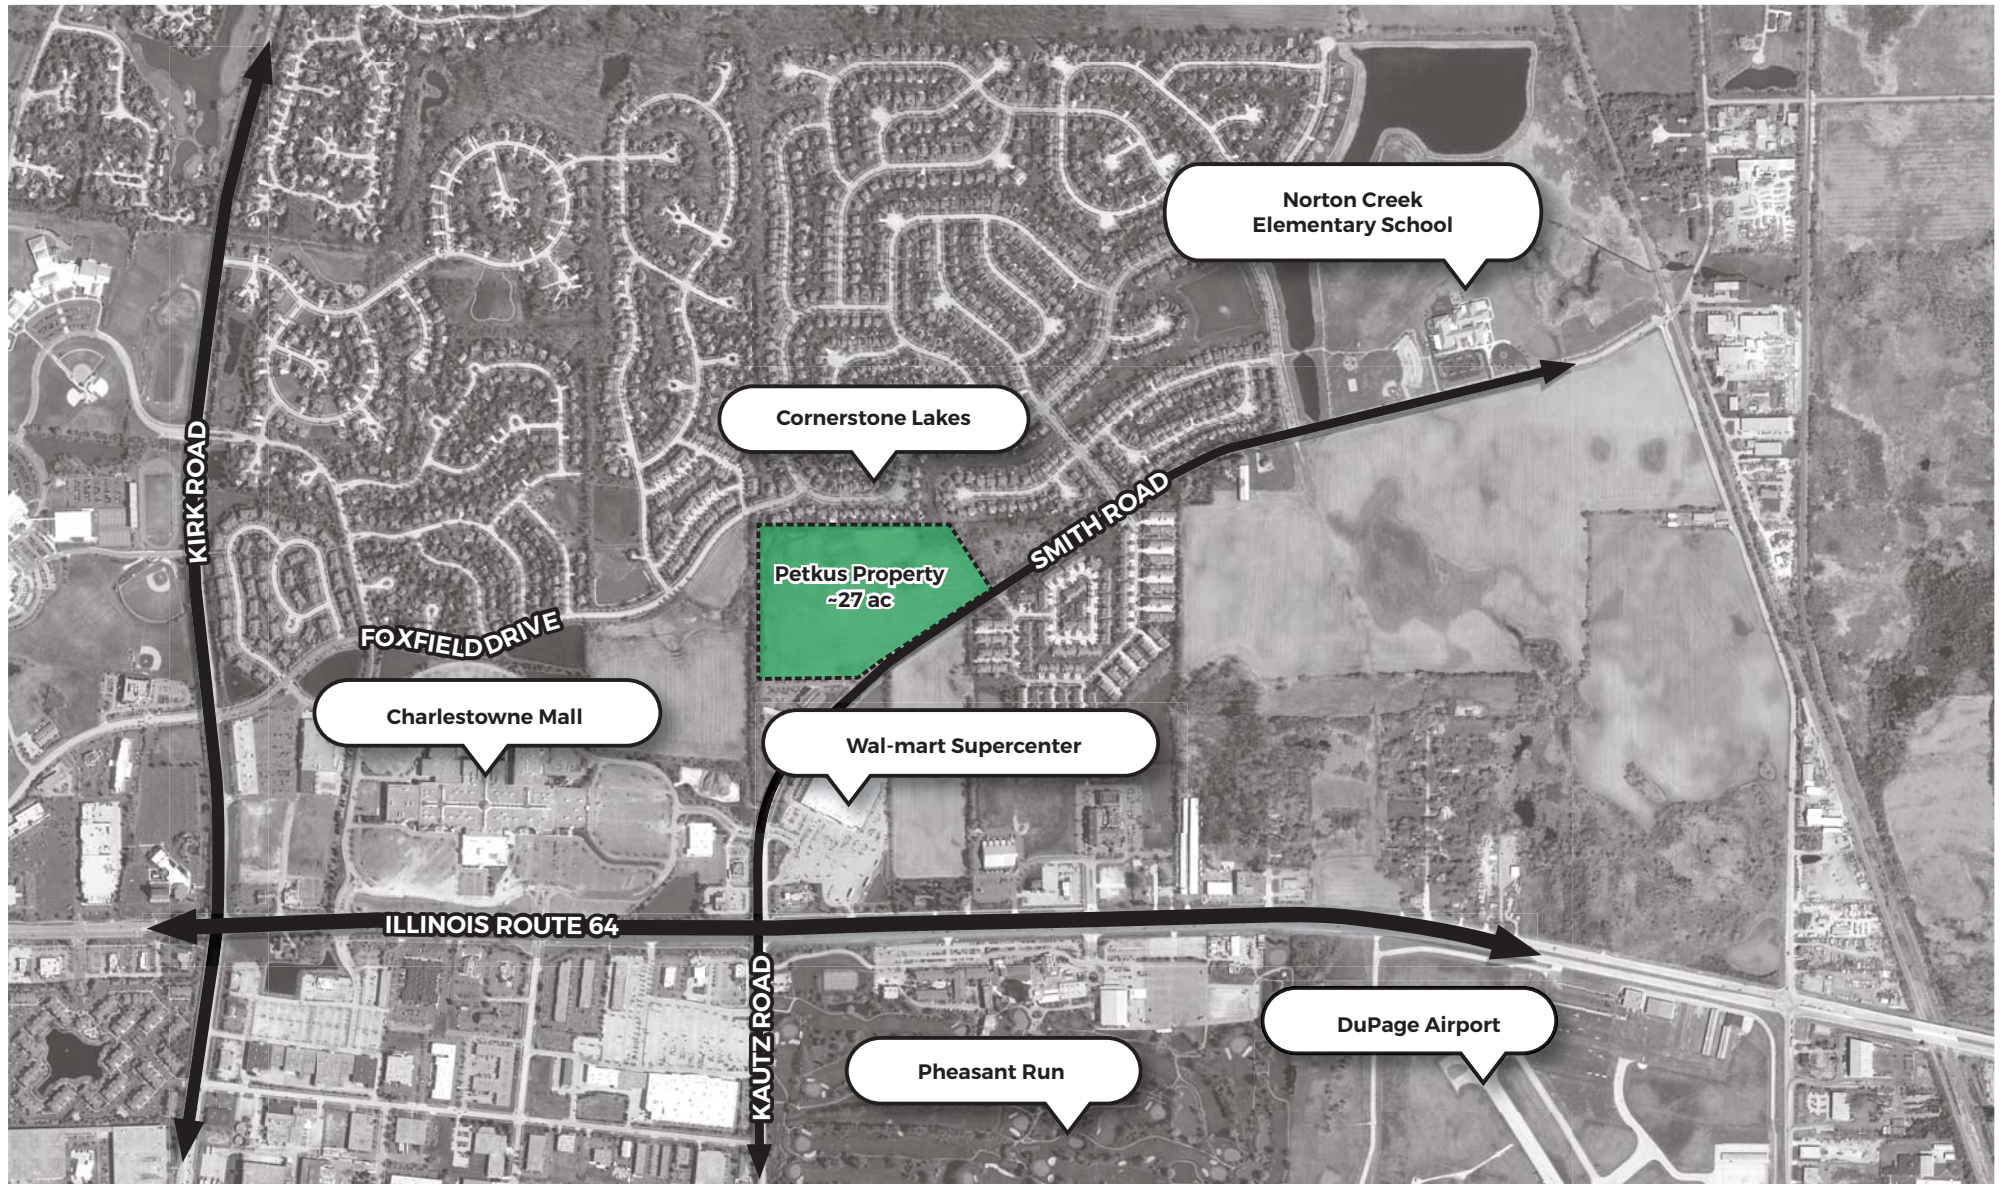 Norton Creek
Elementary School
Cornerstone Lakes
KIRK ROAD
SMITH ROAD
Petkus Property
~27 ac
FOXFIELD DRIVE
Charlestowne Mall
Wal-mart Supercenter
ILLINOIS ROUTE 64
KAUTZ ROAD
DuPage Airport
Pheasant Run